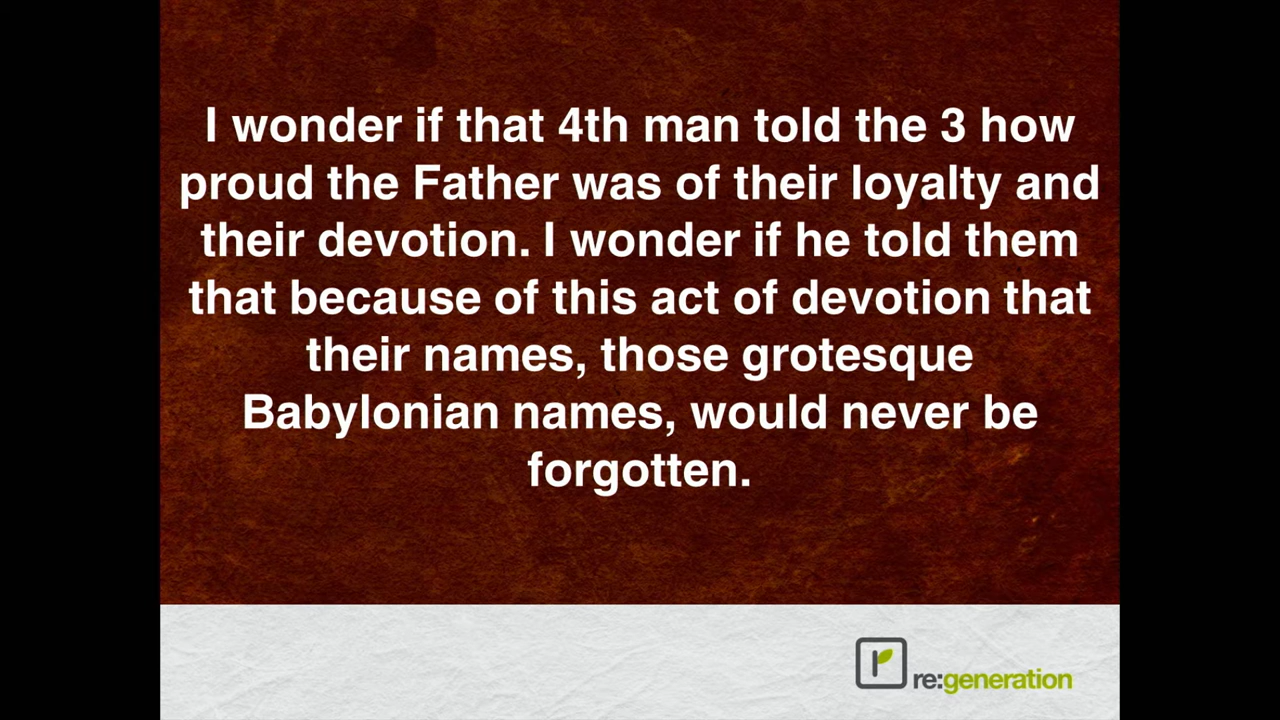 I wonder if that 4th man told the 3 how
proud the Father was of their loyalty and
their devotion. I wonder if he told them
that because of this act of devotion that
their names, those grotesque
Babylonian names, would never be
forgotten.
r
re:generation